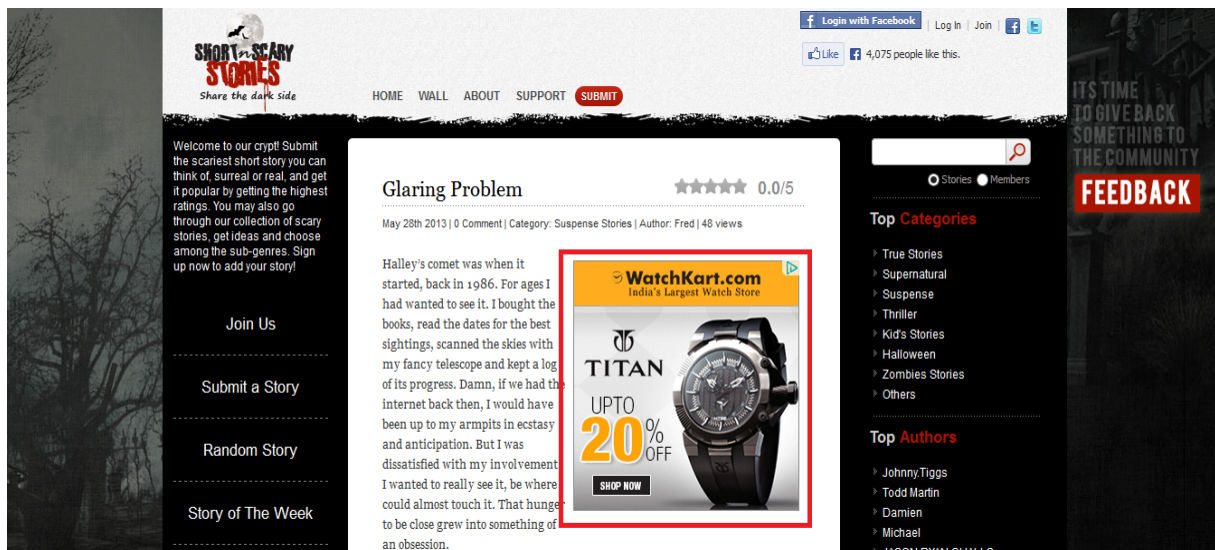 SHORT n SCARY
STORIES
Share the dark side
HOME WALL ABOUT SUPPORT SUBMIT
Login with Facebook | Log In | Join |
Like 4,075 people like this.
Welcome to our crypt! Submit
the scariest short story you can
think of, surreal or real, and get
it popular by getting the highest
ratings. You may also go
through our collection of scary
stories, get ideas and choose
among the sub-genres. Sign
up now to add your story!
Join Us
Submit a Story
Random Story
Story of The Week
Glaring Problem
0.0/5
May 28th 2013 | 0 Comment | Category: Suspense Stories | Author: Fred | 48 views
Halley's comet was when it
started, back in 1986. For ages I
had wanted to see it. I bought the
books, read the dates for the best
sightings, scanned the skies with
my fancy telescope and kept a log
of its progress. Damn, if we had the
internet back then, I would have
been up to my armpits in ecstasy
and anticipation. But I was
dissatisfied with my involvement
I wanted to really see it, be where
could almost touch it. That hunger
to be close grew into something of
an obsession.
WatchKart.com
India's Largest Watch Store
TITAN
UPTO
20% OFF
SHOP NOW
Stories Members
Top Categories
True Stories
Supernatural
Suspense
Thriller
Kid's Stories
Halloween
Zombies Stories
Others
Top Authors
Johnny.Tiggs
Todd Martin
Damien
Michael
ITS TIME
TO GIVE BACK
SOMETHING TO
THE COMMUNITY
FEEDBACK